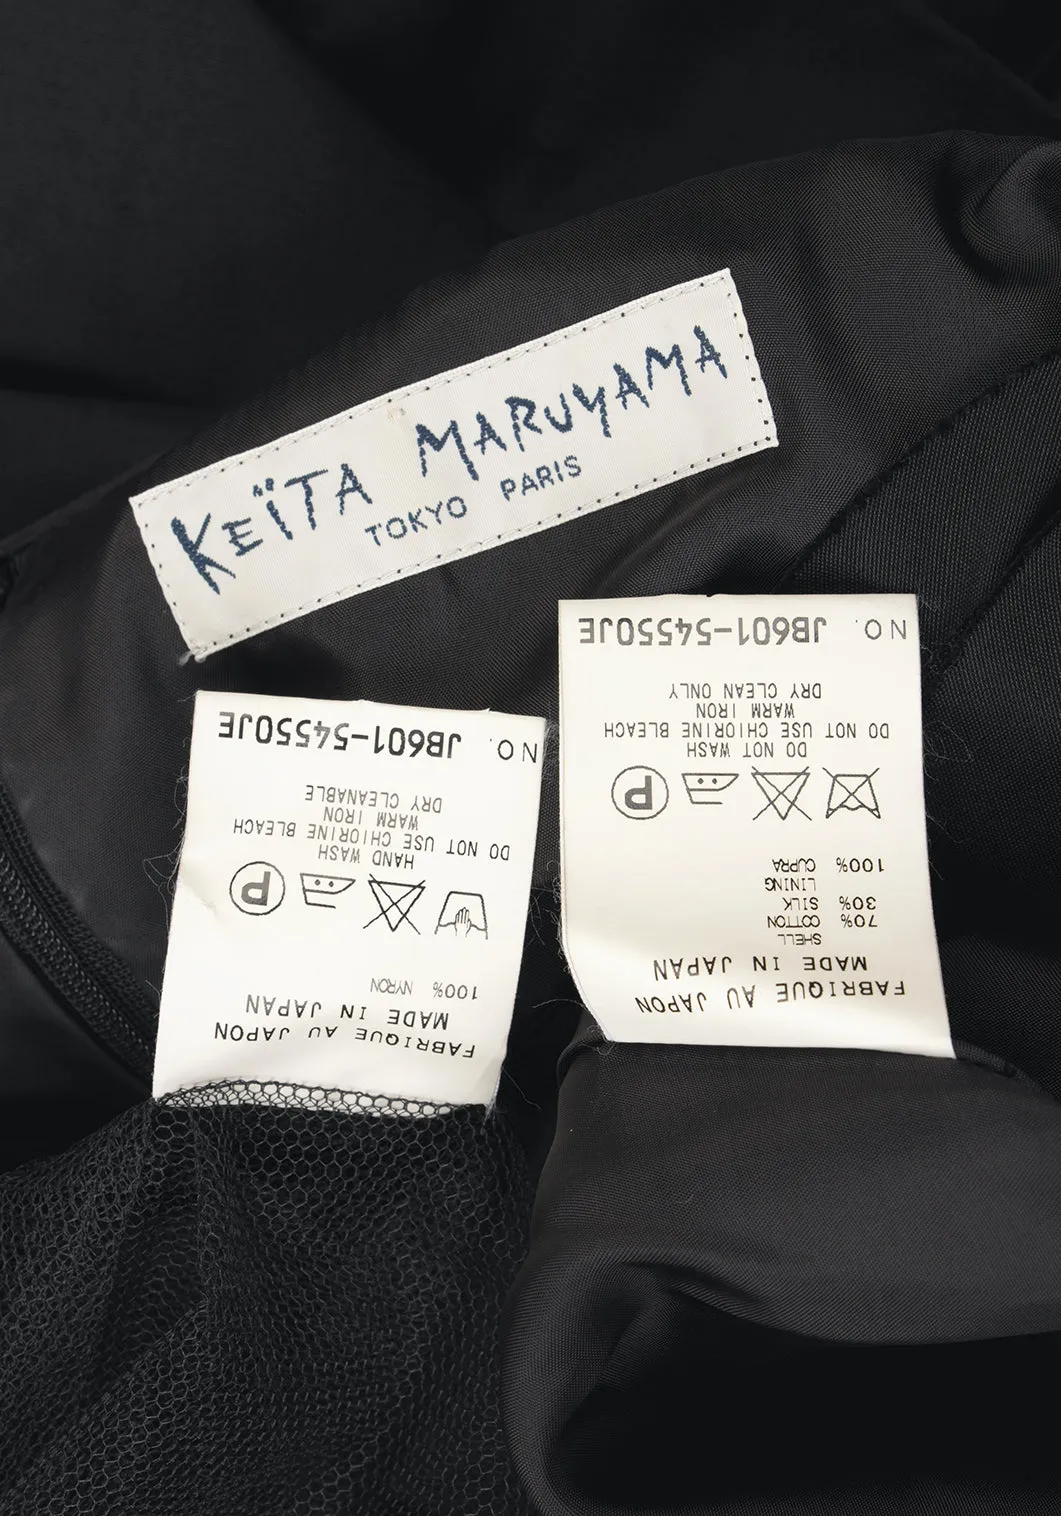 KEÏTA MARUYAMA
TOKYO PARIS
FABRIQUE AU JAPON
MADE IN JAPAN
100% NYRON
HAND WASH
DO NOT USE CHLORINE BLEACH
WARM IRON
DRY CLEANABLE
NO. JB601-54550JE
FABRIQUE AU JAPON
MADE IN JAPAN
SHELL
70% COTTON
30% SILK
LINING
100% CUPRA
P
DO NOT WASH
DO NOT USE CHLORINE BLEACH
WARM IRON
DRY CLEAN ONLY
NO. JB601-54550JE
P